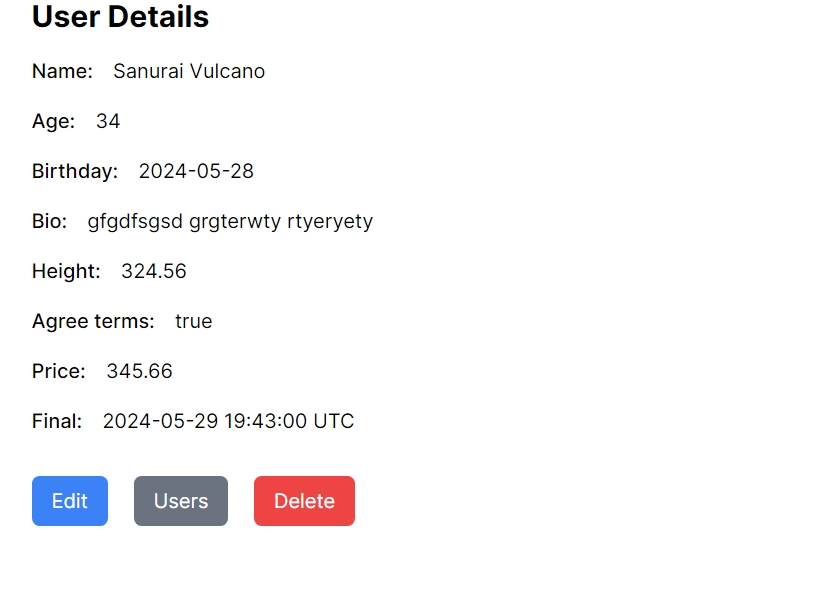 User Details
Name: Sanurai Vulcano
Age: 34
Birthday: 2024-05-28
Bio: gfgdfsgsd grgterwty rtyeryety
Height: 324.56
Agree terms: true
Price: 345.66
Final: 2024-05-29 19:43:00 UTC
Edit Users Delete